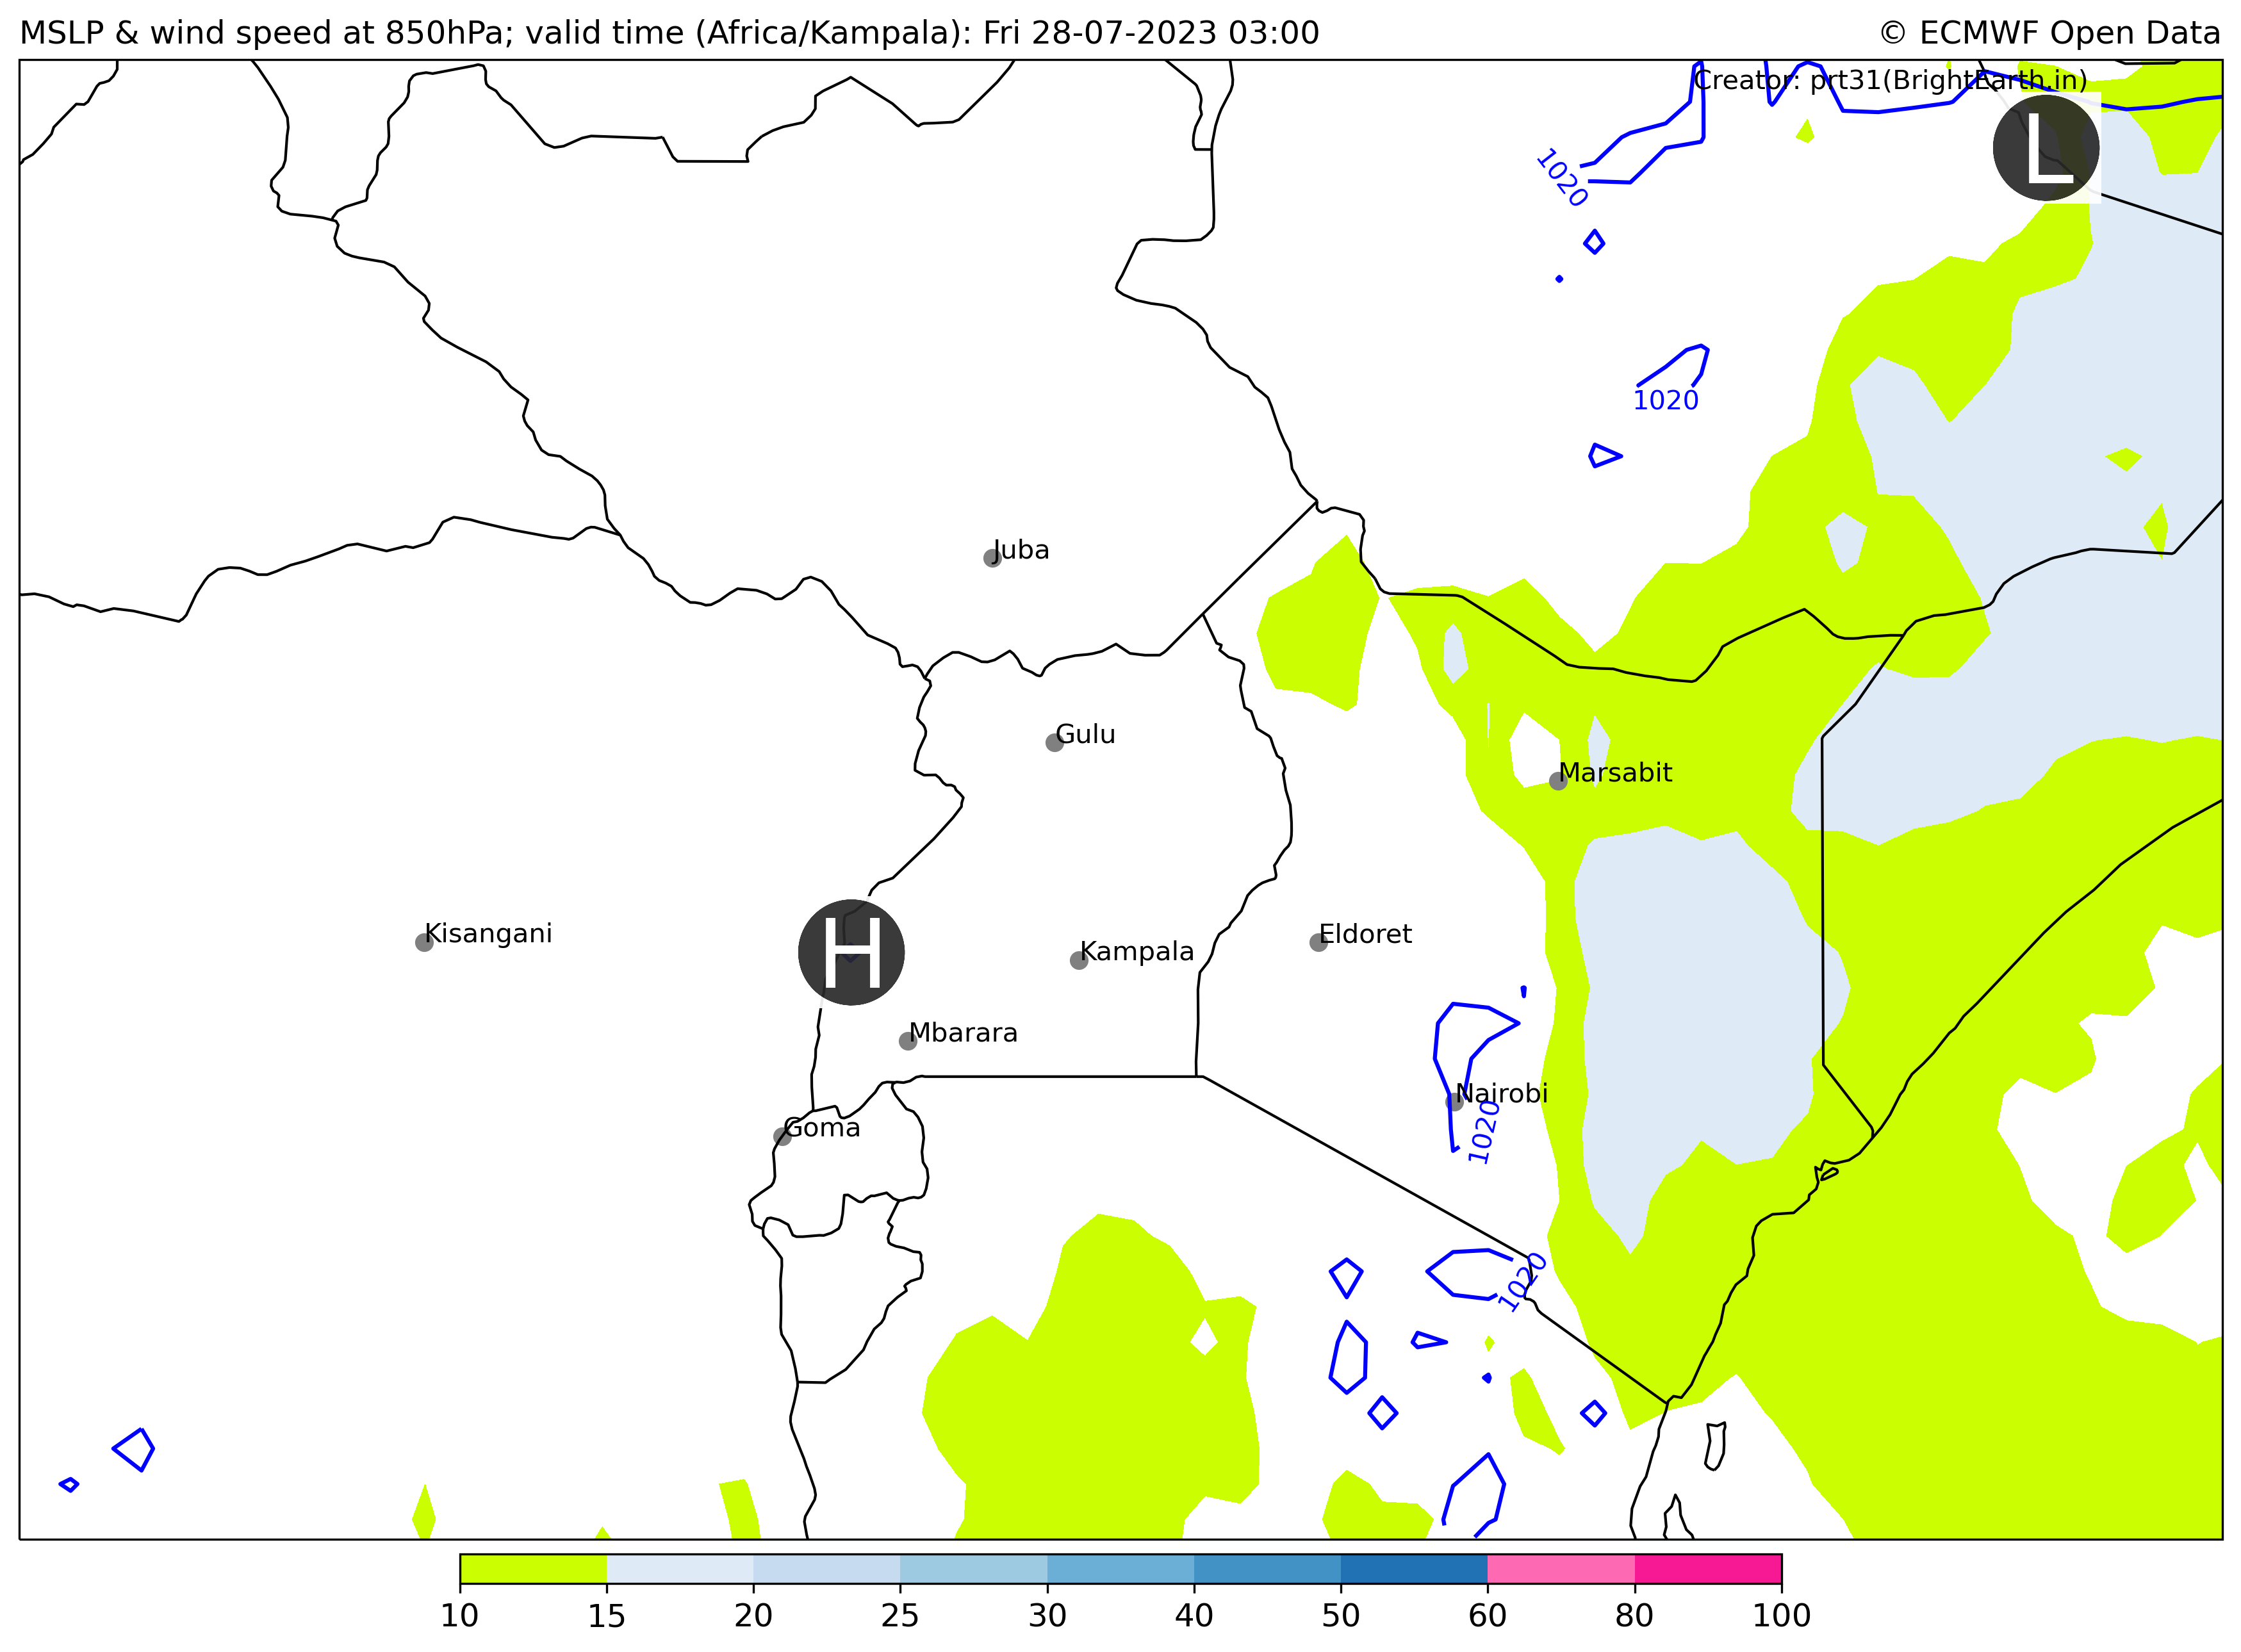 MSLP & wind speed at 850hPa; valid time (Africa/Kampala): Fri 28-07-2023 03:00
© ECMWF Open Data
Creator: prt31(BrightEarth.in)
L
1020
1020
Juba
Gulu
Marsabit
Kisangani
H
Eldoret
Kampala
Mbarara
Nairobi
Goma
1020
1020
10 15 20 25 30 40 50 60 80 100